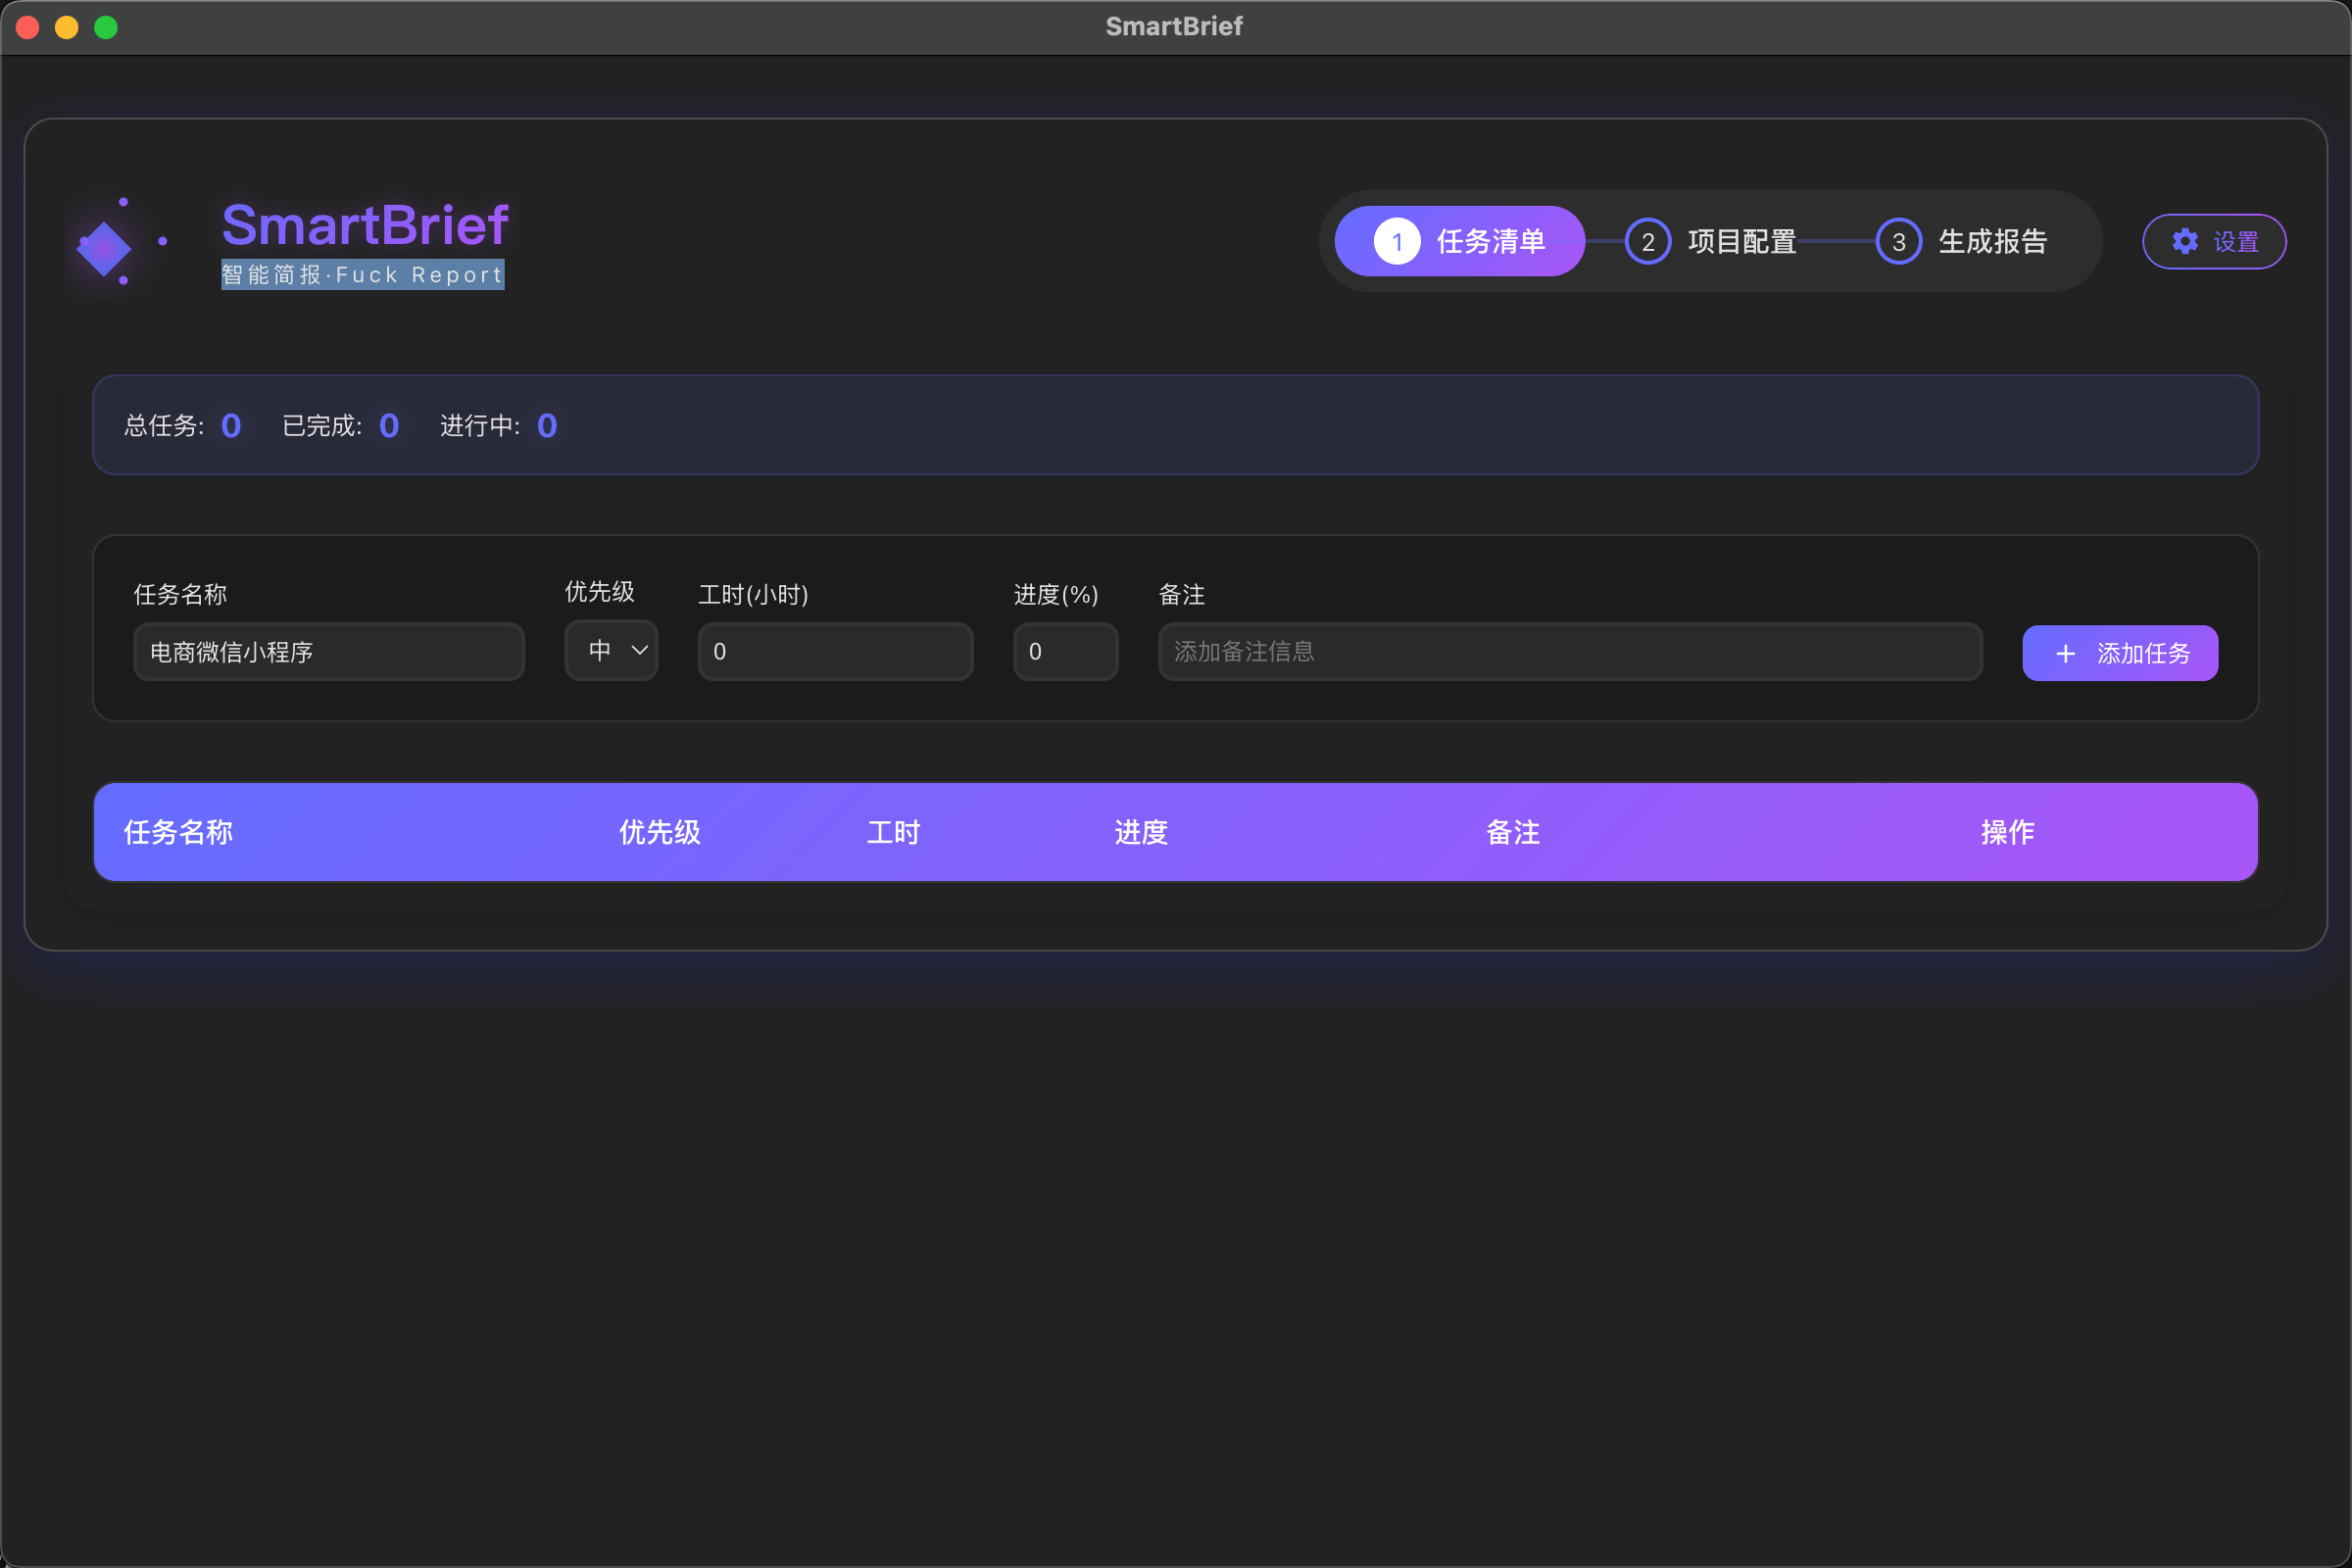 SmartBrief
SmartBrief
智能简报·Fuck Report
1 任务清单 2 项目配置 3 生成报告 设置
总任务: 0 已完成: 0 进行中: 0
任务名称 优先级 工时(小时) 进度(%) 备注
电商微信小程序 中 0 0 添加备注信息 + 添加任务
任务名称 优先级 工时 进度 备注 操作